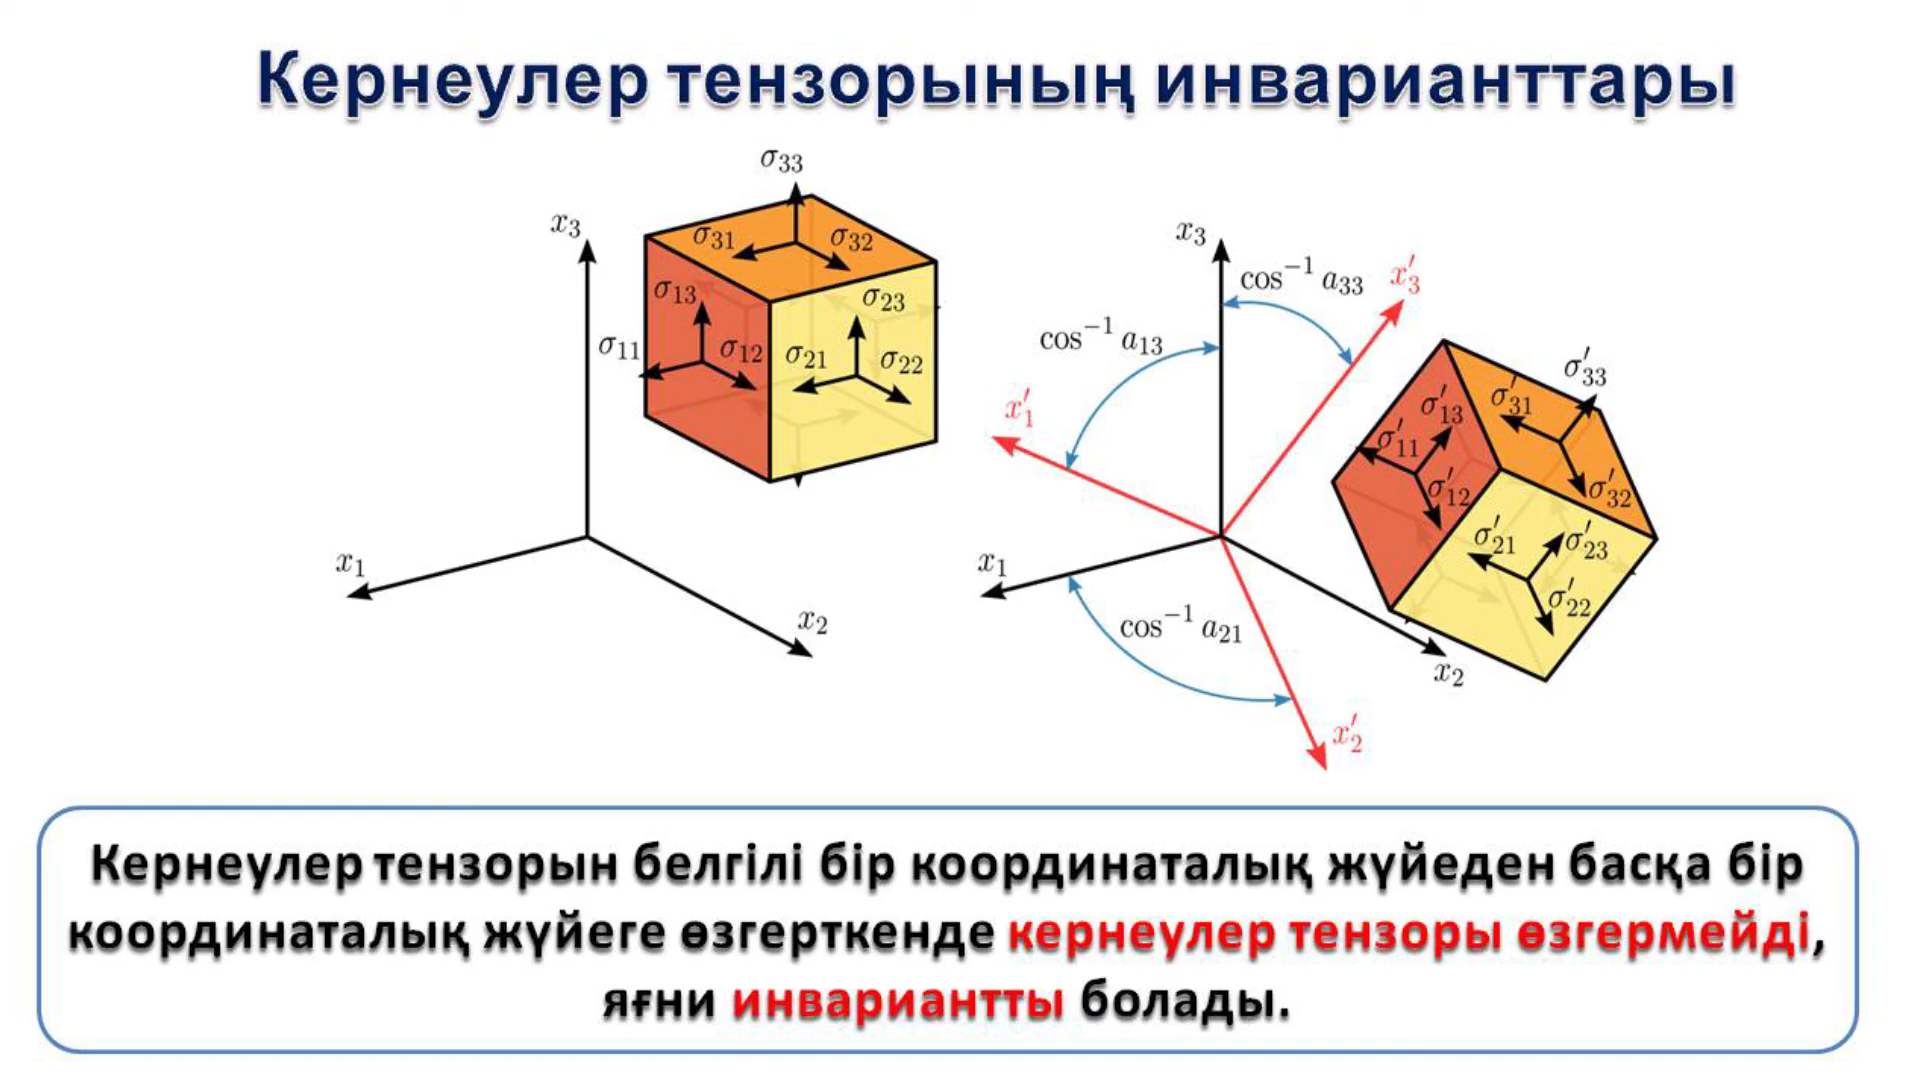 Кернеулер тензорының инварианттары
σ33
x3
σ31
σ32
σ13
σ23
σ11
σ12
σ21
σ22
x1
x2
x3
cos⁻¹ a33
x′3
cos⁻¹ a13
x′1
σ′33
σ′31
σ′13
σ′11
σ′32
σ′12
σ′21
σ′23
σ′22
x1
cos⁻¹ a21
x2
x′2
Кернеулер тензорын белгілі бір координаталық жүйеден басқа бір
координаталық жүйеге өзгерткенде кернеулер тензоры өзгермейді,
яғни инвариантты болады.